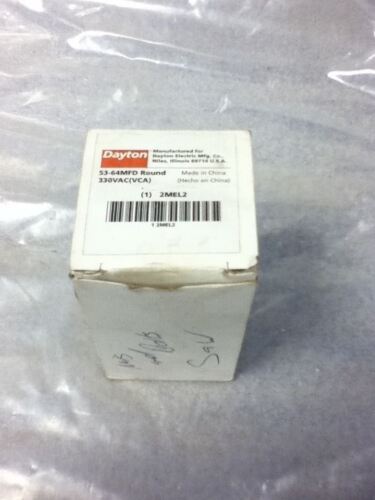 Dayton
Manufactured for
Dayton Electric Mfg. Co.
Niles, Illinois 60714 U.S.A.
53-64MFD Round
Made in China
330VAC(VCA)
(Hecho en China)
(1) 2MEL2
1 2MEL2
Saw